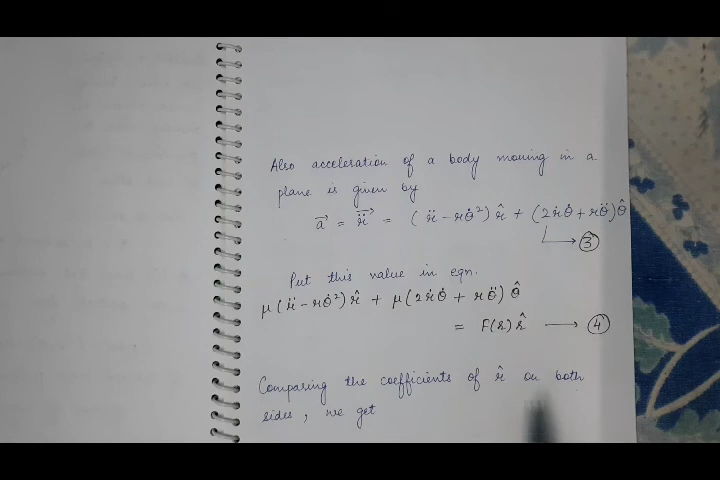 Also acceleration of a body moving in a
plane is given by
a⃗ = r̈⃗ = (r̈ − rθ̇²) r̂ + (2ṙθ̇ + rθ̈) θ̂
→ ③
Put this value in eqn.
μ(r̈ − rθ̇²) r̂ + μ(2ṙθ̇ + rθ̈) θ̂
= F(r) r̂ → ④
Comparing the coefficients of r̂ on both
sides, we get